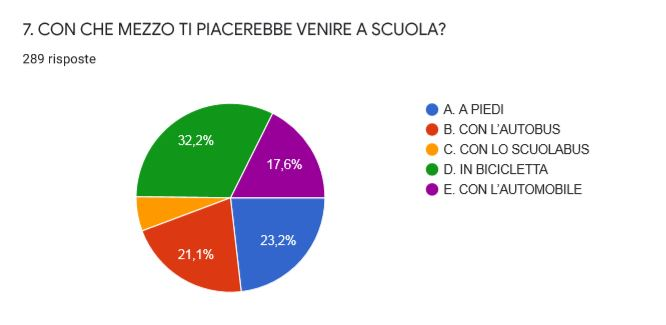 7. CON CHE MEZZO TI PIACEREBBE VENIRE A SCUOLA?
289 risposte
32,2%
17,6%
21,1%
23,2%
A. A PIEDI
B. CON L'AUTOBUS
C. CON LO SCUOLABUS
D. IN BICICLETTA
E. CON L'AUTOMOBILE